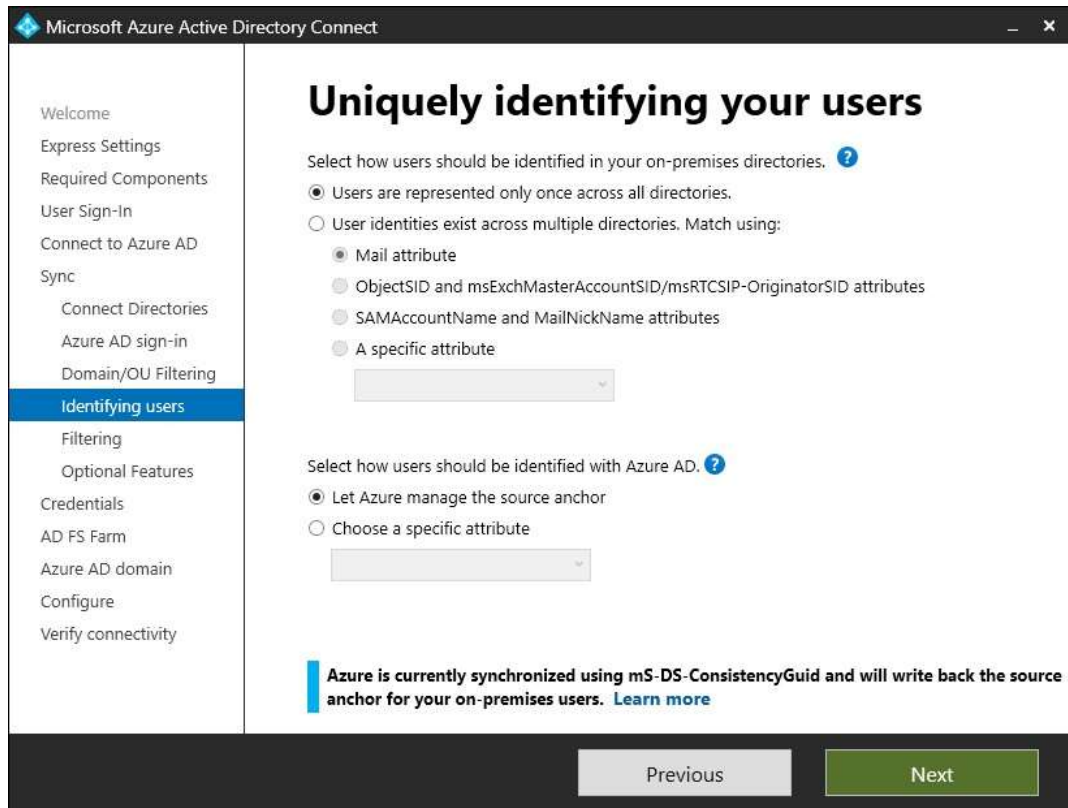 Microsoft Azure Active Directory Connect
Welcome
Express Settings
Required Components
User Sign-In
Connect to Azure AD
Sync
Connect Directories
Azure AD sign-in
Domain/OU Filtering
Identifying users
Filtering
Optional Features
Credentials
AD FS Farm
Azure AD domain
Configure
Verify connectivity
Uniquely identifying your users
Select how users should be identified in your on-premises directories. ?
Users are represented only once across all directories.
User identities exist across multiple directories. Match using:
Mail attribute
ObjectSID and msExchMasterAccountSID/msRTCSIP-OriginatorSID attributes
SAMAccountName and MailNickName attributes
A specific attribute
Select how users should be identified with Azure AD. ?
Let Azure manage the source anchor
Choose a specific attribute
Azure is currently synchronized using mS-DS-ConsistencyGuid and will write back the source
anchor for your on-premises users. Learn more
Previous
Next